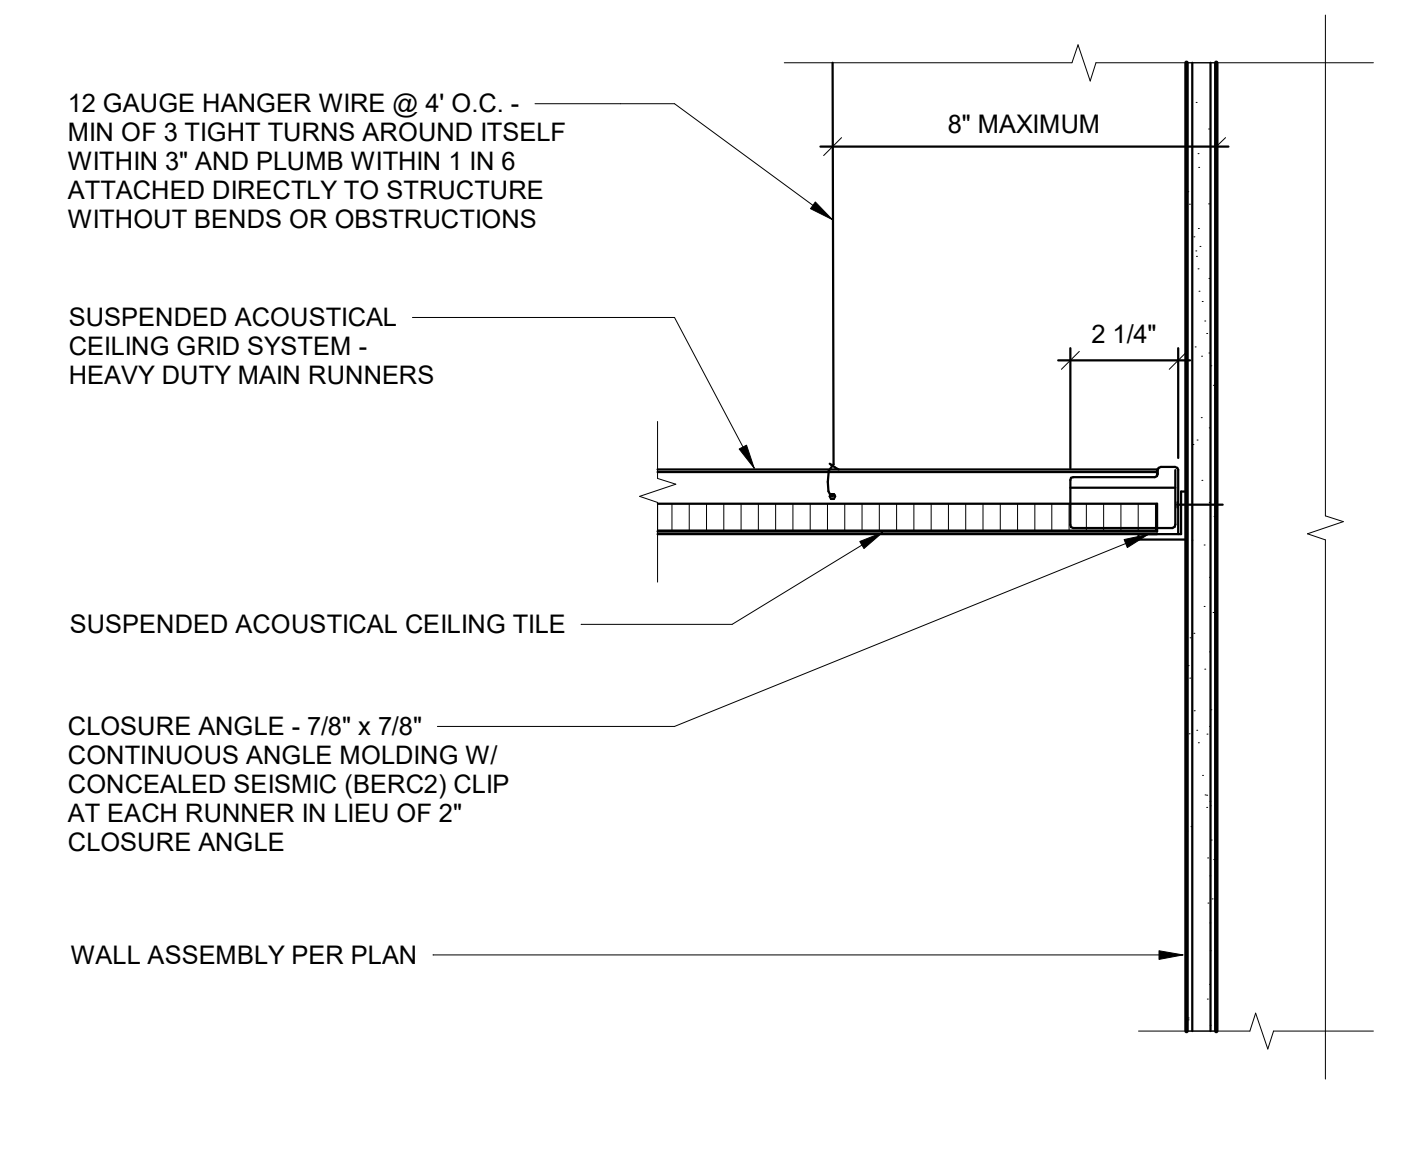 12 GAUGE HANGER WIRE @ 4' O.C. -
MIN OF 3 TIGHT TURNS AROUND ITSELF
WITHIN 3" AND PLUMB WITHIN 1 IN 6
ATTACHED DIRECTLY TO STRUCTURE
WITHOUT BENDS OR OBSTRUCTIONS
8" MAXIMUM
SUSPENDED ACOUSTICAL
CEILING GRID SYSTEM -
HEAVY DUTY MAIN RUNNERS
2 1/4"
SUSPENDED ACOUSTICAL CEILING TILE
CLOSURE ANGLE - 7/8" x 7/8"
CONTINUOUS ANGLE MOLDING W/
CONCEALED SEISMIC (BERC2) CLIP
AT EACH RUNNER IN LIEU OF 2"
CLOSURE ANGLE
WALL ASSEMBLY PER PLAN